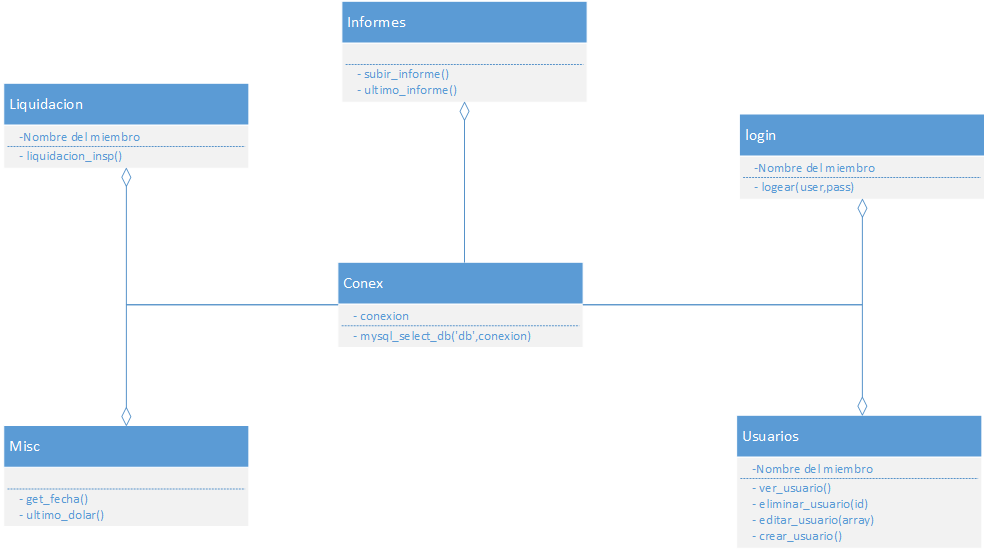 Informes
- subir_informe()
- ultimo_informe()
Liquidacion
-Nombre del miembro
- liquidacion_insp()
login
-Nombre del miembro
- logear(user,pass)
Conex
- conexion
- mysql_select_db('db',conexion)
Misc
- get_fecha()
- ultimo_dolar()
Usuarios
-Nombre del miembro
- ver_usuario()
- eliminar_usuario(id)
- editar_usuario(array)
- crear_usuario()